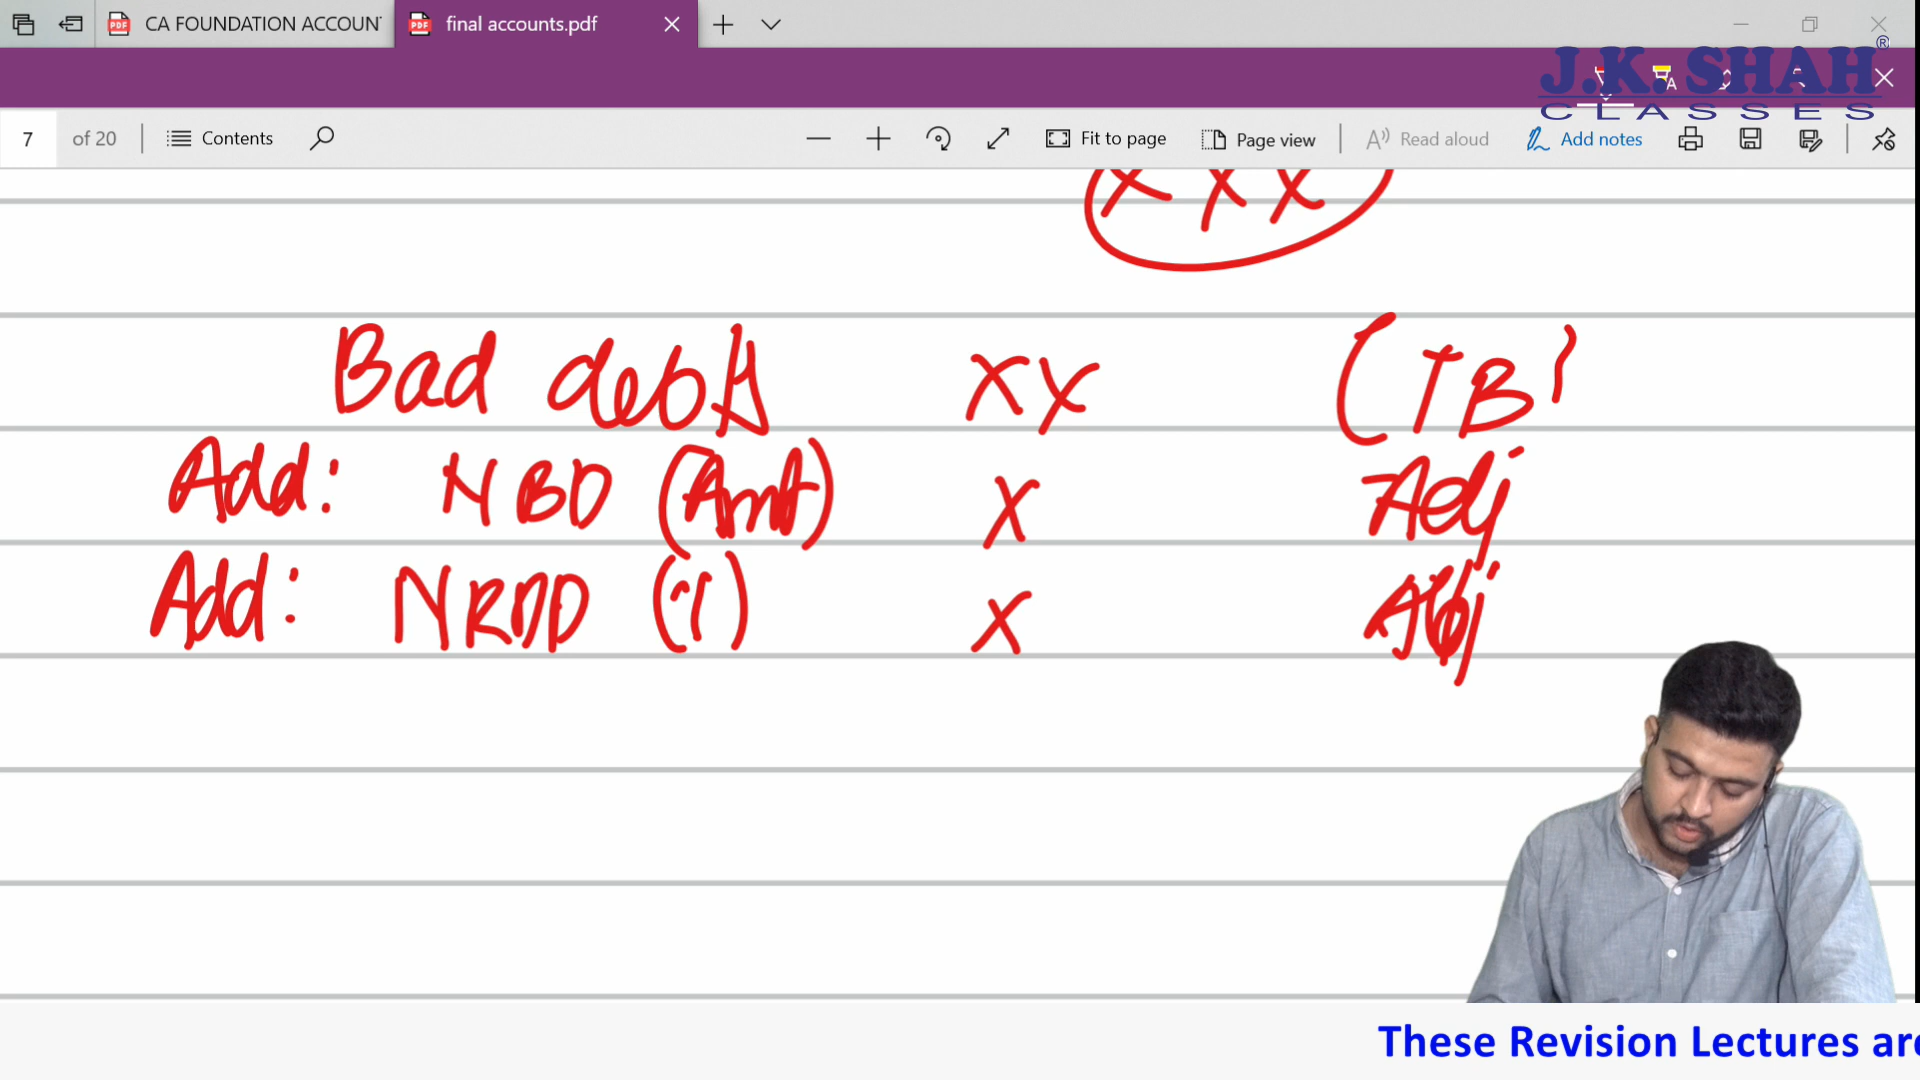 CA FOUNDATION ACCOUNT
final accounts.pdf
J.K. SHAH®
CLASSES
7 of 20 Contents Fit to page Page view Read aloud Add notes
X X X
Bad debts XX (TB)
Add: NBD (Amt) X Adj
Add: NRDD (%) X Adj
These Revision Lectures are